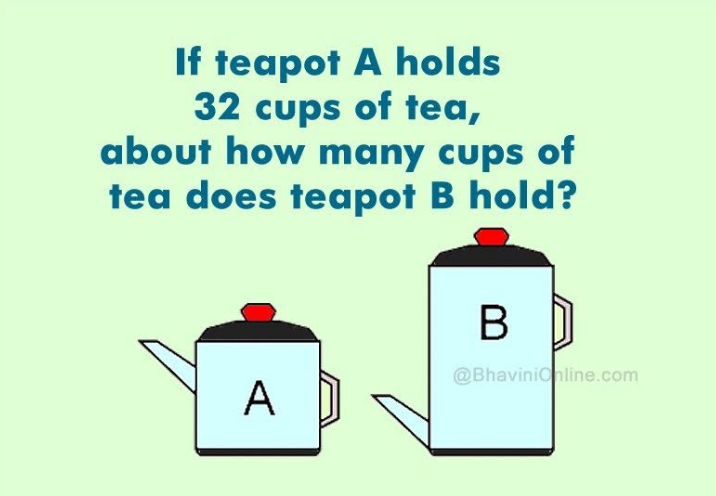 If teapot A holds
32 cups of tea,
about how many cups of
tea does teapot B hold?
B
@BhaviniOnline.com
A